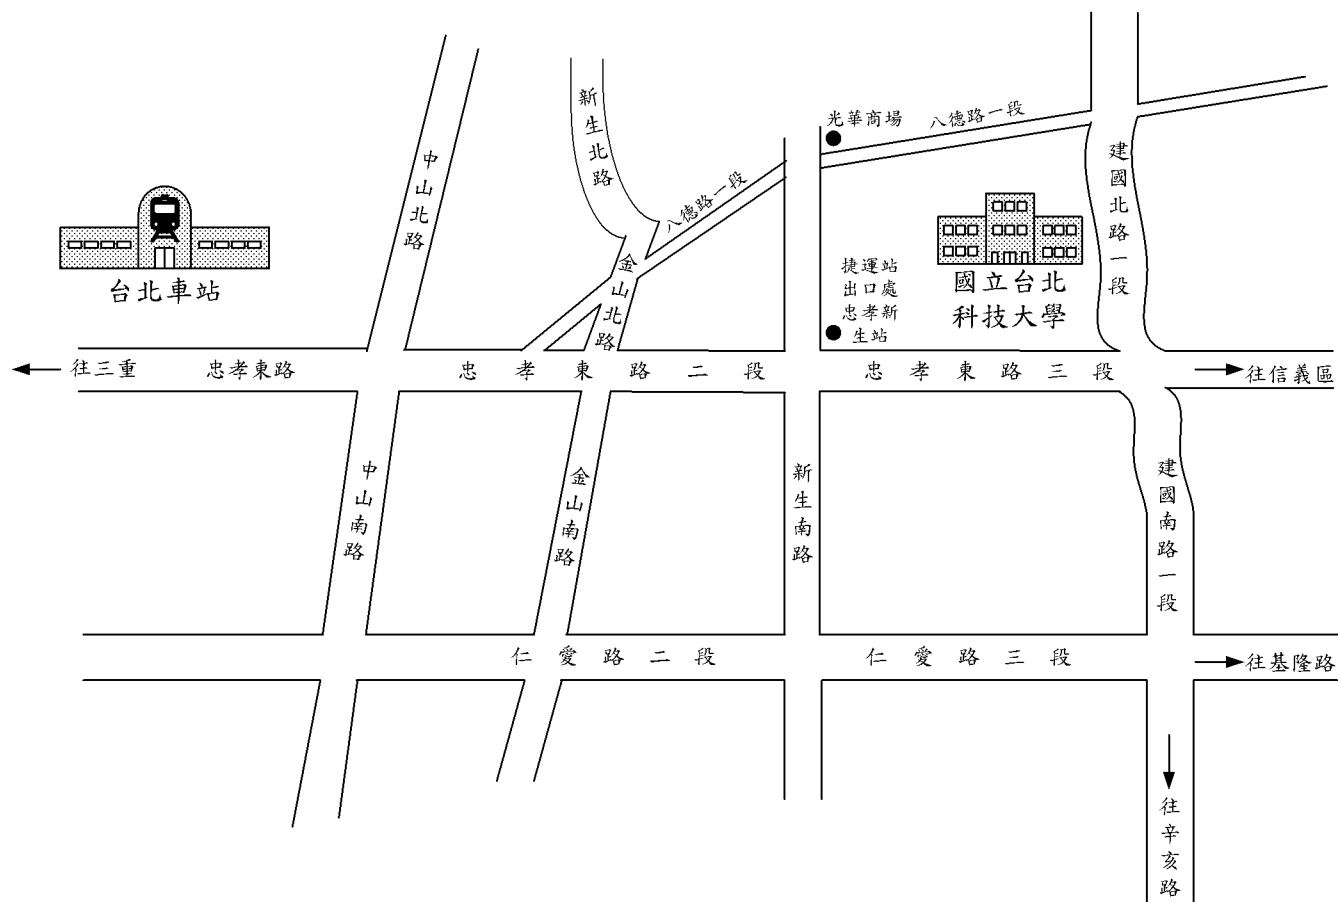 新生北路
中山北路
光華商場
八德路一段
八德路一段
建國北路一段
台北車站
金山北路
捷運站
出口處
忠孝新
生站
國立台北
科技大學
往三重
忠孝東路
忠孝東路二段
忠孝東路三段
往信義區
中山南路
金山南路
新生南路
建國南路一段
仁愛路二段
仁愛路三段
往基隆路
往辛亥路